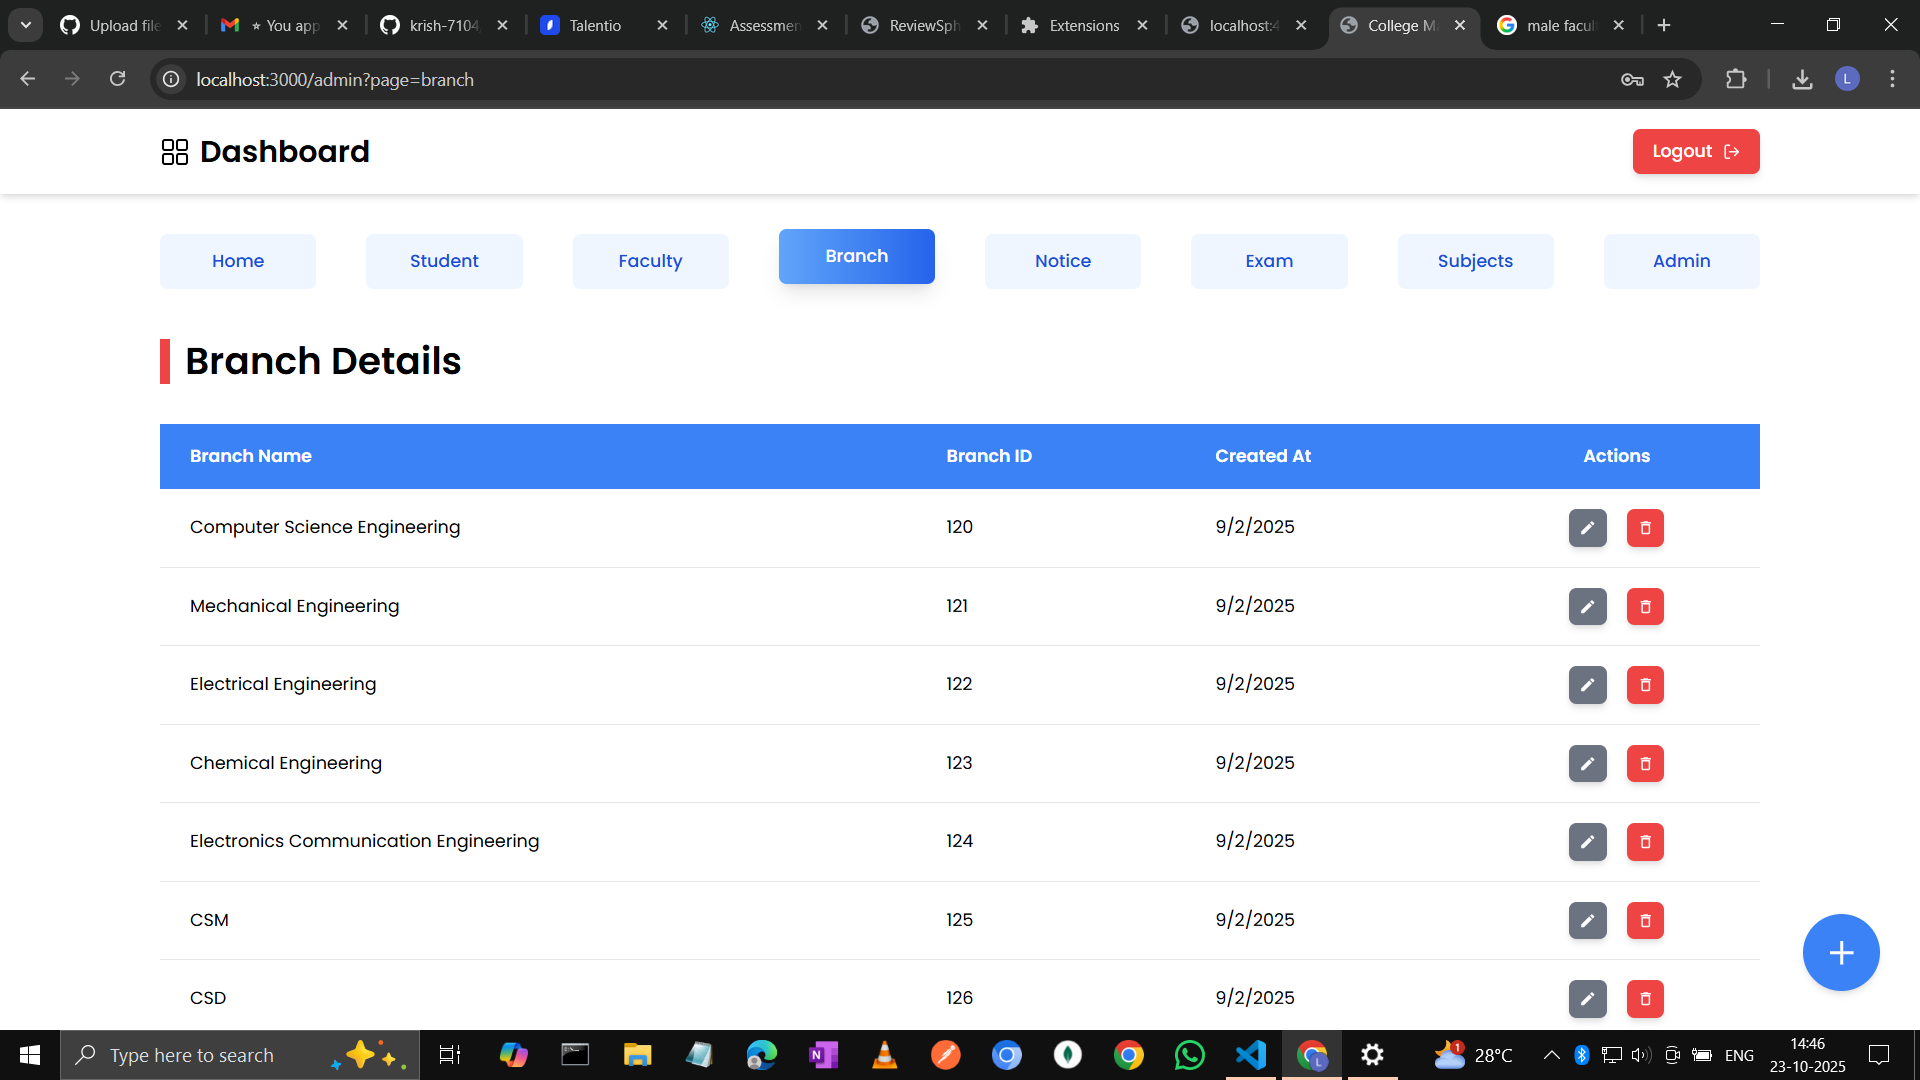 Upload file
You app
krish-7104
Talentio
Assessmen
ReviewSph
Extensions
localhost:4
College M
male facul
localhost:3000/admin?page=branch
L
Dashboard
Logout
Home
Student
Faculty
Branch
Notice
Exam
Subjects
Admin
Branch Details
Branch Name Branch ID Created At Actions
Computer Science Engineering 120 9/2/2025
Mechanical Engineering 121 9/2/2025
Electrical Engineering 122 9/2/2025
Chemical Engineering 123 9/2/2025
Electronics Communication Engineering 124 9/2/2025
CSM 125 9/2/2025
CSD 126 9/2/2025
Type here to search
N
L
1
28°C
ENG
14:46
23-10-2025